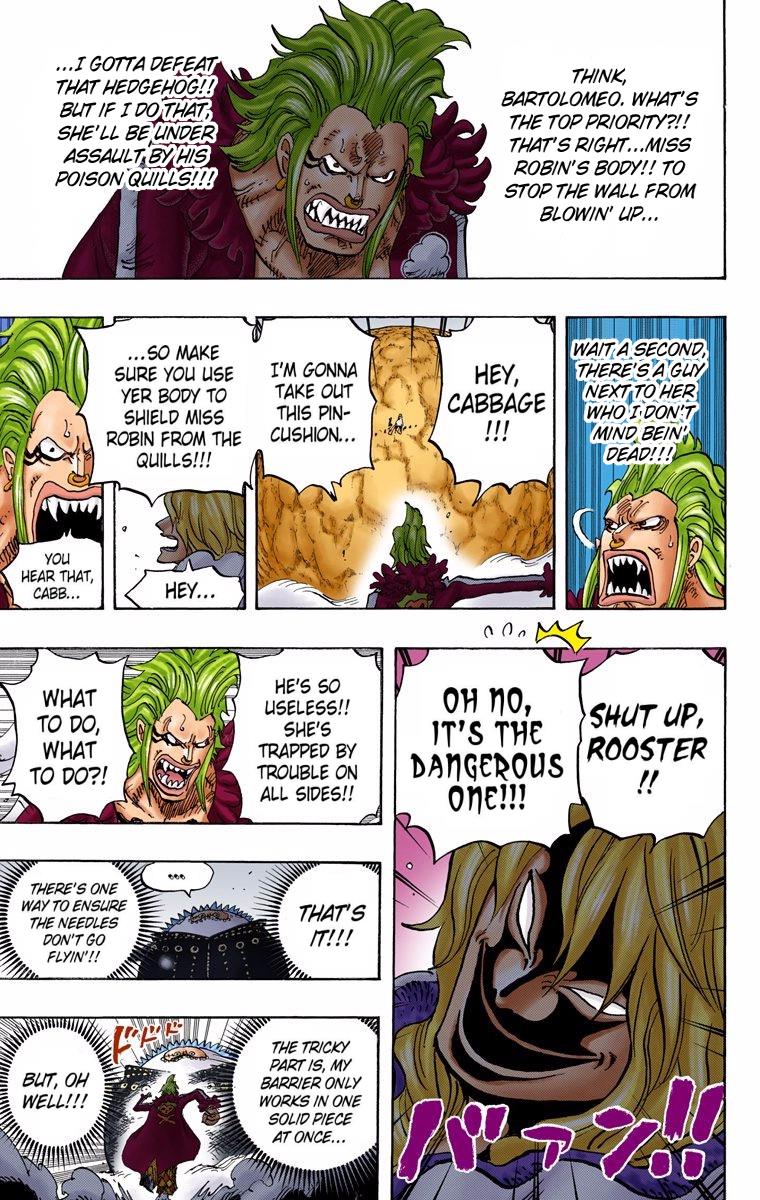 THINK,
BARTOLOMEO. WHAT'S
THE TOP PRIORITY?!!
THAT'S RIGHT...MISS
ROBIN'S BODY!! TO
STOP THE WALL FROM
BLOWIN' UP...
...I GOTTA DEFEAT
THAT HEDGEHOG!!
BUT IF I DO THAT,
SHE'LL BE UNDER
ASSAULT BY HIS
POISON QUILLS!!!
WAIT A SECOND,
THERE'S A GUY
NEXT TO HER
WHO I DON'T
MIND BEIN'
DEAD!!!
HEY,
CABBAGE
!!!
I'M GONNA
TAKE OUT
THIS PIN-
CUSHION...
...SO MAKE
SURE YOU USE
YER BODY TO
SHIELD MISS
ROBIN FROM THE
QUILLS!!!
HEY...
YOU
HEAR THAT,
CABB...
SHUT UP,
ROOSTER
!!
OH NO,
IT'S THE
DANGEROUS
ONE!!!
バァン!!
HE'S SO
USELESS!!
SHE'S
TRAPPED BY
TROUBLE ON
ALL SIDES!!
WHAT
TO DO,
WHAT
TO DO?!
...
THAT'S
IT!!!
THERE'S ONE
WAY TO ENSURE
THE NEEDLES
DON'T GO
FLYIN'!!
ドドドド
THE TRICKY
PART IS, MY
BARRIER ONLY
WORKS IN ONE
SOLID PIECE
AT ONCE...
BUT, OH
WELL!!!